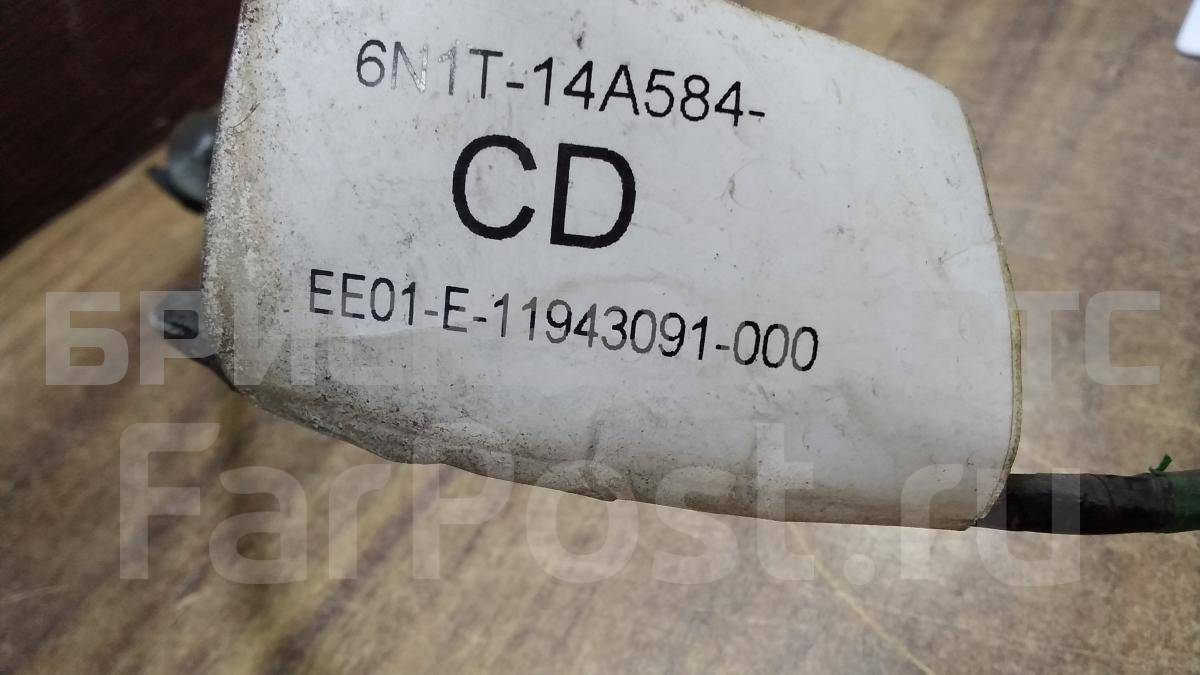 6N1T-14A584-
CD
EE01-E-11943091-000
FarPost.ru